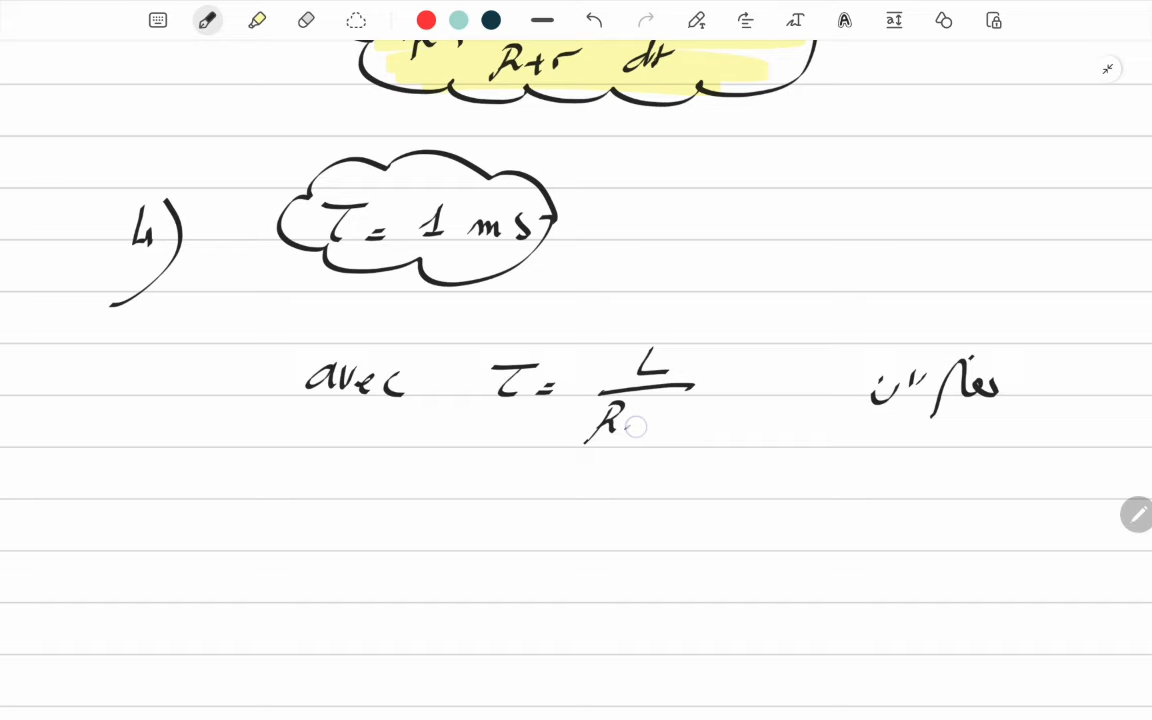 R+r dt
4) τ = 1 ms
avec τ = L / R